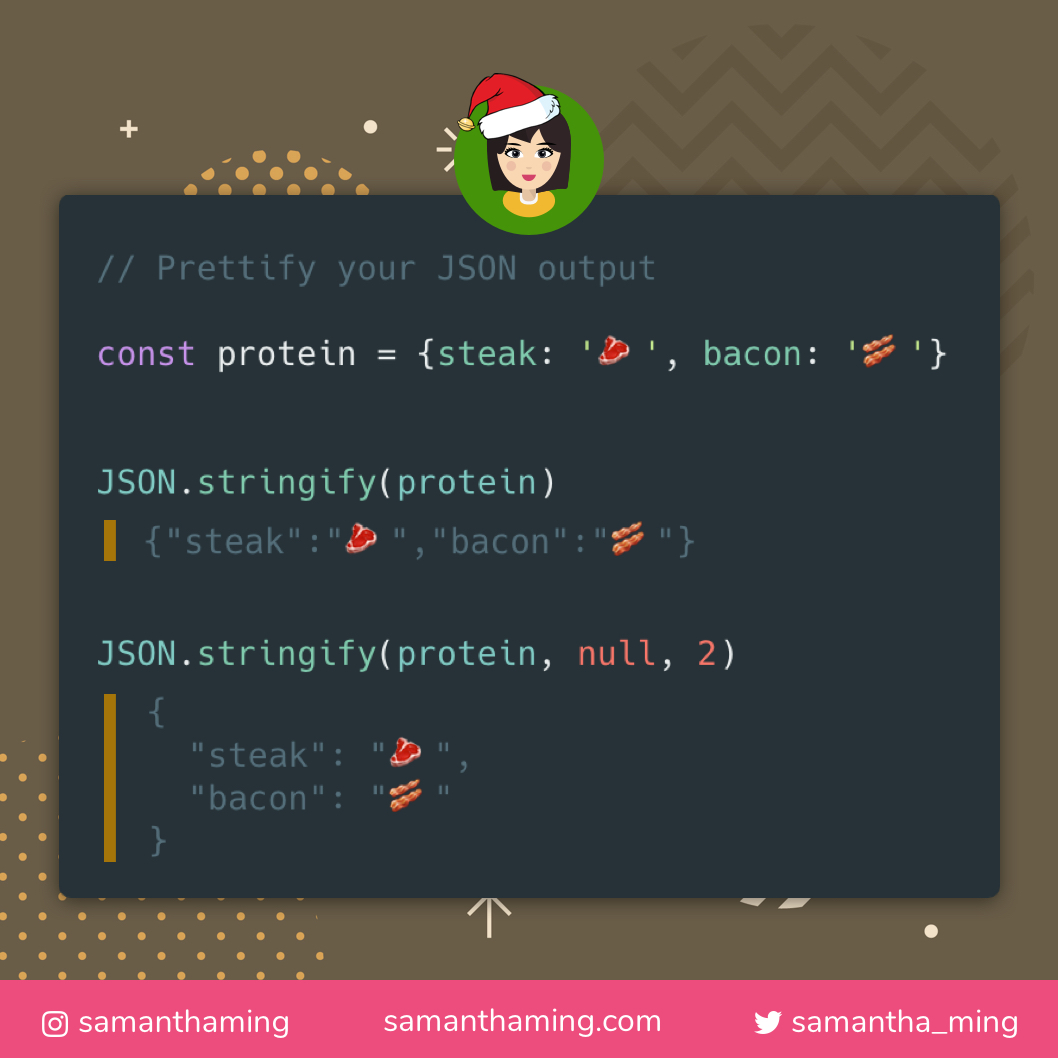 // Prettify your JSON output
const protein = {steak: '🥩 ', bacon: '🥓 '}
JSON.stringify(protein)
{"steak":"🥩 ","bacon":"🥓 "}
JSON.stringify(protein, null, 2)
{
"steak": "🥩 ",
"bacon": "🥓 "
}
samanthaming samanthaming.com samantha_ming